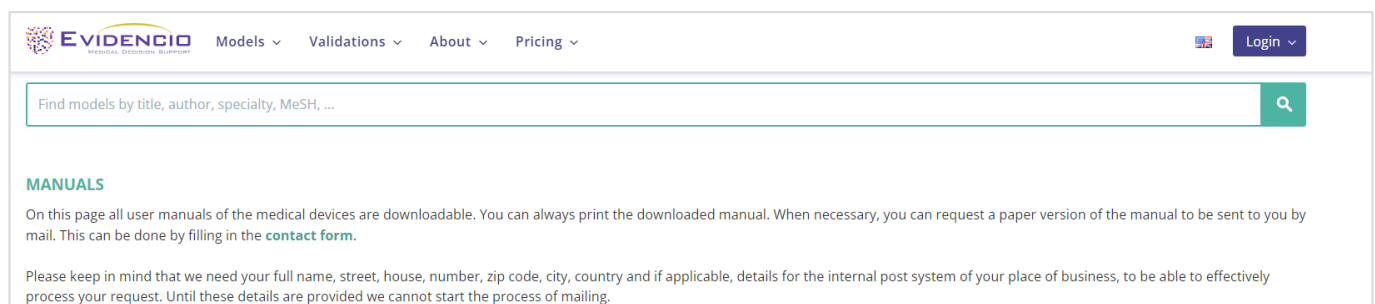 EVIDENCIO
MEDICAL DECISION SUPPORT
Models
Validations
About
Pricing
Login
Find models by title, author, specialty, MeSH, ...
MANUALS
On this page all user manuals of the medical devices are downloadable. You can always print the downloaded manual. When necessary, you can request a paper version of the manual to be sent to you by
mail. This can be done by filling in the contact form.
Please keep in mind that we need your full name, street, house, number, zip code, city, country and if applicable, details for the internal post system of your place of business, to be able to effectively
process your request. Until these details are provided we cannot start the process of mailing.